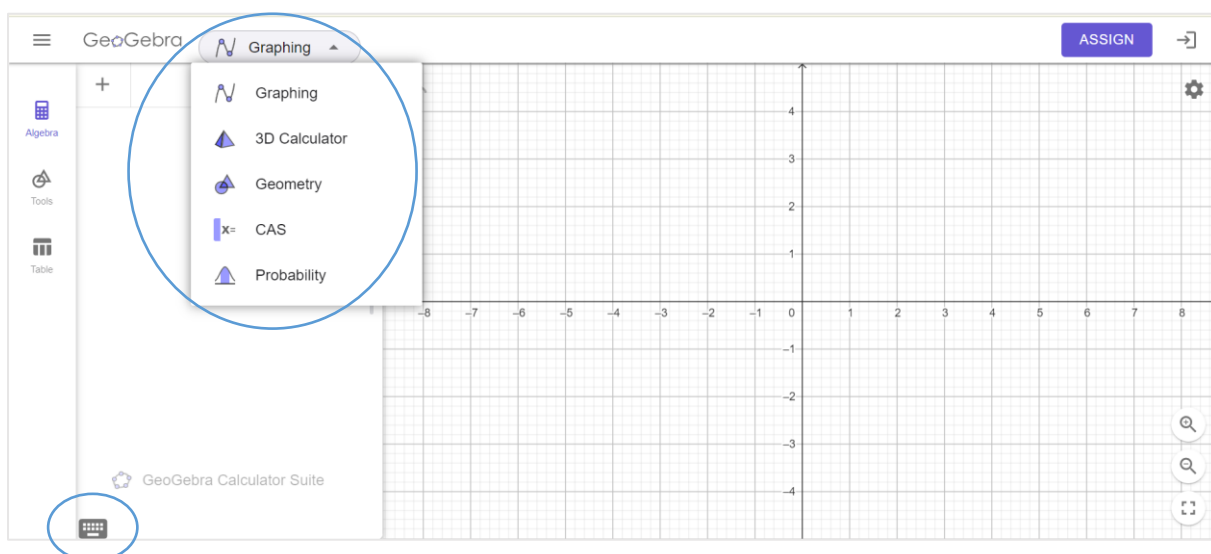 GeoGebra
Graphing
ASSIGN
+
Algebra
Tools
Table
Graphing
3D Calculator
Geometry
x= CAS
Probability
GeoGebra Calculator Suite
4
3
2
1
–8 –7 –6 –5 –4 –3 –2 –1 0 1 2 3 4 5 6 7 8
–1
–2
–3
–4